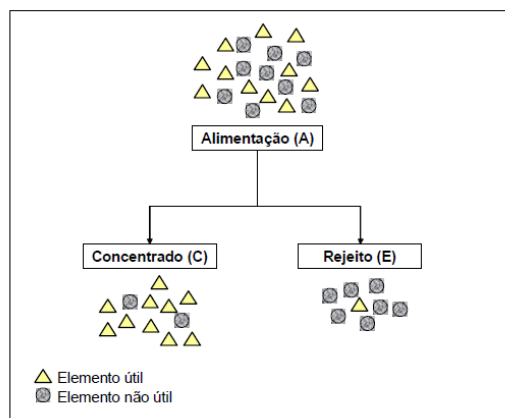 Alimentação (A)
Concentrado (C)
Rejeito (E)
Elemento útil
Elemento não útil